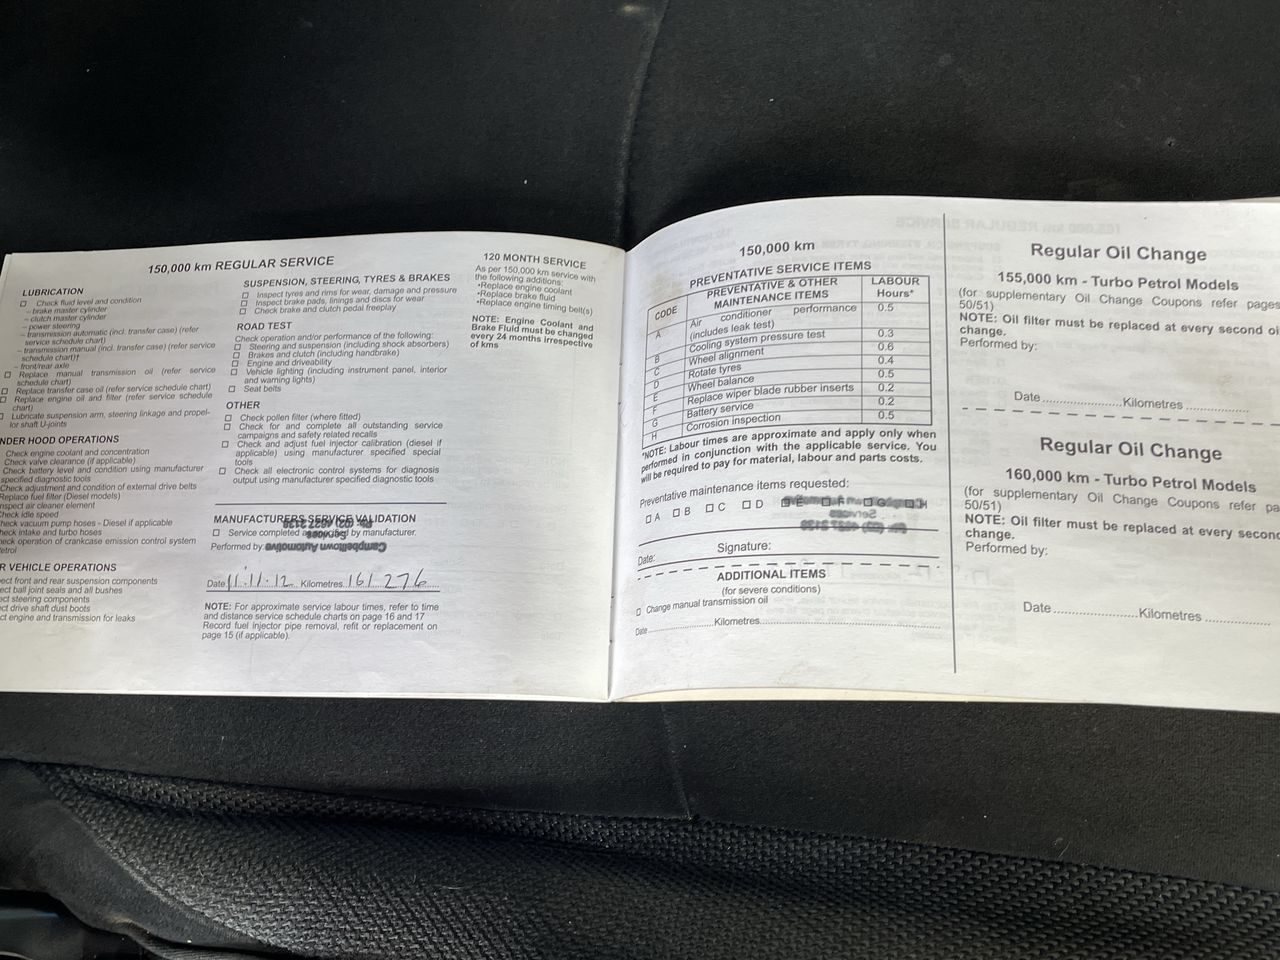 150,000 km REGULAR SERVICE
LUBRICATION
Check fluid level and condition
– brake master cylinder
– clutch master cylinder
– power steering
– transmission automatic (incl. transfer case) (refer
service schedule chart)
– transmission manual (incl. transfer case) (refer service
schedule chart)†
– front/rear axle
Replace manual transmission oil (refer service
schedule chart)
Replace transfer case oil (refer service schedule chart)
Replace engine oil and filter (refer service schedule
chart)
Lubricate suspension arm, steering linkage and propel-
lor shaft U-joints
NDER HOOD OPERATIONS
Check engine coolant and concentration
Check valve clearance (if applicable)
Check battery level and condition using manufacturer
specified diagnostic tools
Check adjustment and condition of external drive belts
Replace fuel filter (Diesel models)
nspect air cleaner element
heck idle speed
heck vacuum pump hoses - Diesel if applicable
heck intake and turbo hoses
eck operation of crankcase emission control system
etrol
R VEHICLE OPERATIONS
ect front and rear suspension components
ect ball joint seals and all bushes
ect steering components
ct drive shaft dust boots
ct engine and transmission for leaks
SUSPENSION, STEERING, TYRES & BRAKES
Inspect tyres and rims for wear, damage and pressure
Inspect brake pads, linings and discs for wear
Check brake and clutch pedal freeplay
ROAD TEST
Check operation and/or performance of the following:
Steering and suspension (including shock absorbers)
Brakes and clutch (including handbrake)
Engine and driveability
Vehicle lighting (including instrument panel, interior
and warning lights)
Seat belts
OTHER
Check pollen filter (where fitted)
Check for and complete all outstanding service
campaigns and safety related recalls
Check and adjust fuel injector calibration (diesel if
applicable) using manufacturer specified special
tools
Check all electronic control systems for diagnosis
output using manufacturer specified diagnostic tools
MANUFACTURERS SERVICE VALIDATION
Service completed as specified by manufacturer.
Performed by:
Campbelltown Automotive
Services
Ph: (02) 4627 2136
Date 11.11.12 Kilometres 161 276
NOTE: For approximate service labour times, refer to time
and distance service schedule charts on page 16 and 17
Record fuel injector pipe removal, refit or replacement on
page 15 (if applicable).
120 MONTH SERVICE
As per 150,000 km service with
the following additions:
•Replace engine coolant
•Replace brake fluid
•Replace engine timing belt(s)
NOTE: Engine Coolant and
Brake Fluid must be changed
every 24 months irrespective
of kms
150,000 km
PREVENTATIVE SERVICE ITEMS
CODE PREVENTATIVE & OTHER MAINTENANCE ITEMS LABOUR Hours*
A Air conditioner performance (includes leak test) 0.5
B Cooling system pressure test 0.3
C Wheel alignment 0.6
D Rotate tyres 0.4
E Wheel balance 0.5
F Replace wiper blade rubber inserts 0.2
G Battery service 0.2
H Corrosion inspection 0.5
*NOTE: Labour times are approximate and apply only when
performed in conjunction with the applicable service. You
will be required to pay for material, labour and parts costs.
Preventative maintenance items requested:
A B C D E F G H
Services
Date: Signature:
ADDITIONAL ITEMS
(for severe conditions)
Change manual transmission oil
Date Kilometres
Regular Oil Change
155,000 km - Turbo Petrol Models
(for supplementary Oil Change Coupons refer pages
50/51)
NOTE: Oil filter must be replaced at every second oi
change.
Performed by:
Date Kilometres
Regular Oil Change
160,000 km - Turbo Petrol Models
(for supplementary Oil Change Coupons refer pa
50/51)
NOTE: Oil filter must be replaced at every second
change.
Performed by:
Date Kilometres